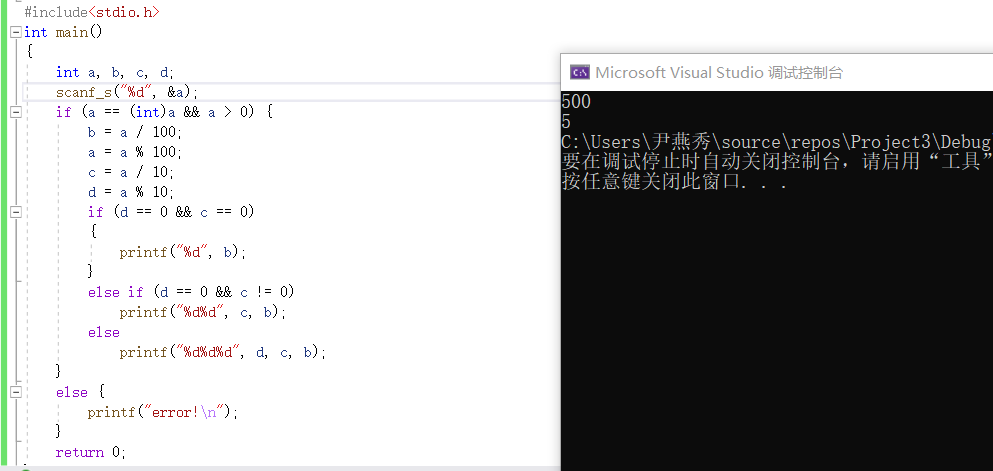 #include<stdio.h>
int main()
{
int a, b, c, d;
scanf_s("%d", &a);
if (a == (int)a && a > 0) {
b = a / 100;
a = a % 100;
c = a / 10;
d = a % 10;
if (d == 0 && c == 0)
{
printf("%d", b);
}
else if (d == 0 && c != 0)
printf("%d%d", c, b);
else
printf("%d%d%d", d, c, b);
}
else {
printf("error!\n");
}
return 0;
Microsoft Visual Studio 调试控制台
500
5
C:\Users\尹燕秀\source\repos\Project3\Debug
要在调试停止时自动关闭控制台，请启用“工具”
按任意键关闭此窗口. . .